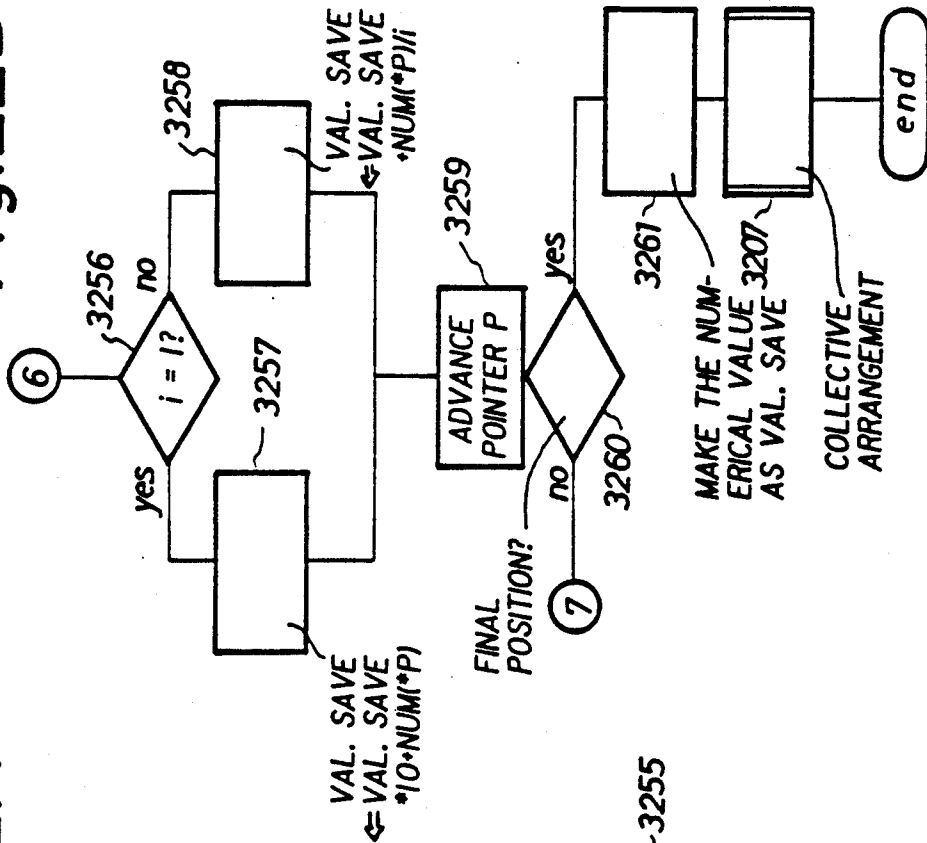 6
3256
i = 1?
yes
no
3258
3257
VAL. SAVE
⇐VAL. SAVE
*10+NUM(*P)
VAL. SAVE
⇐VAL. SAVE
+NUM(*P)/i
ADVANCE
POINTER P
3259
FINAL
POSITION?
no
yes
3260
7
3261
MAKE THE NUM-
ERICAL VALUE
AS VAL. SAVE
3207
COLLECTIVE
ARRANGEMENT
end
3255